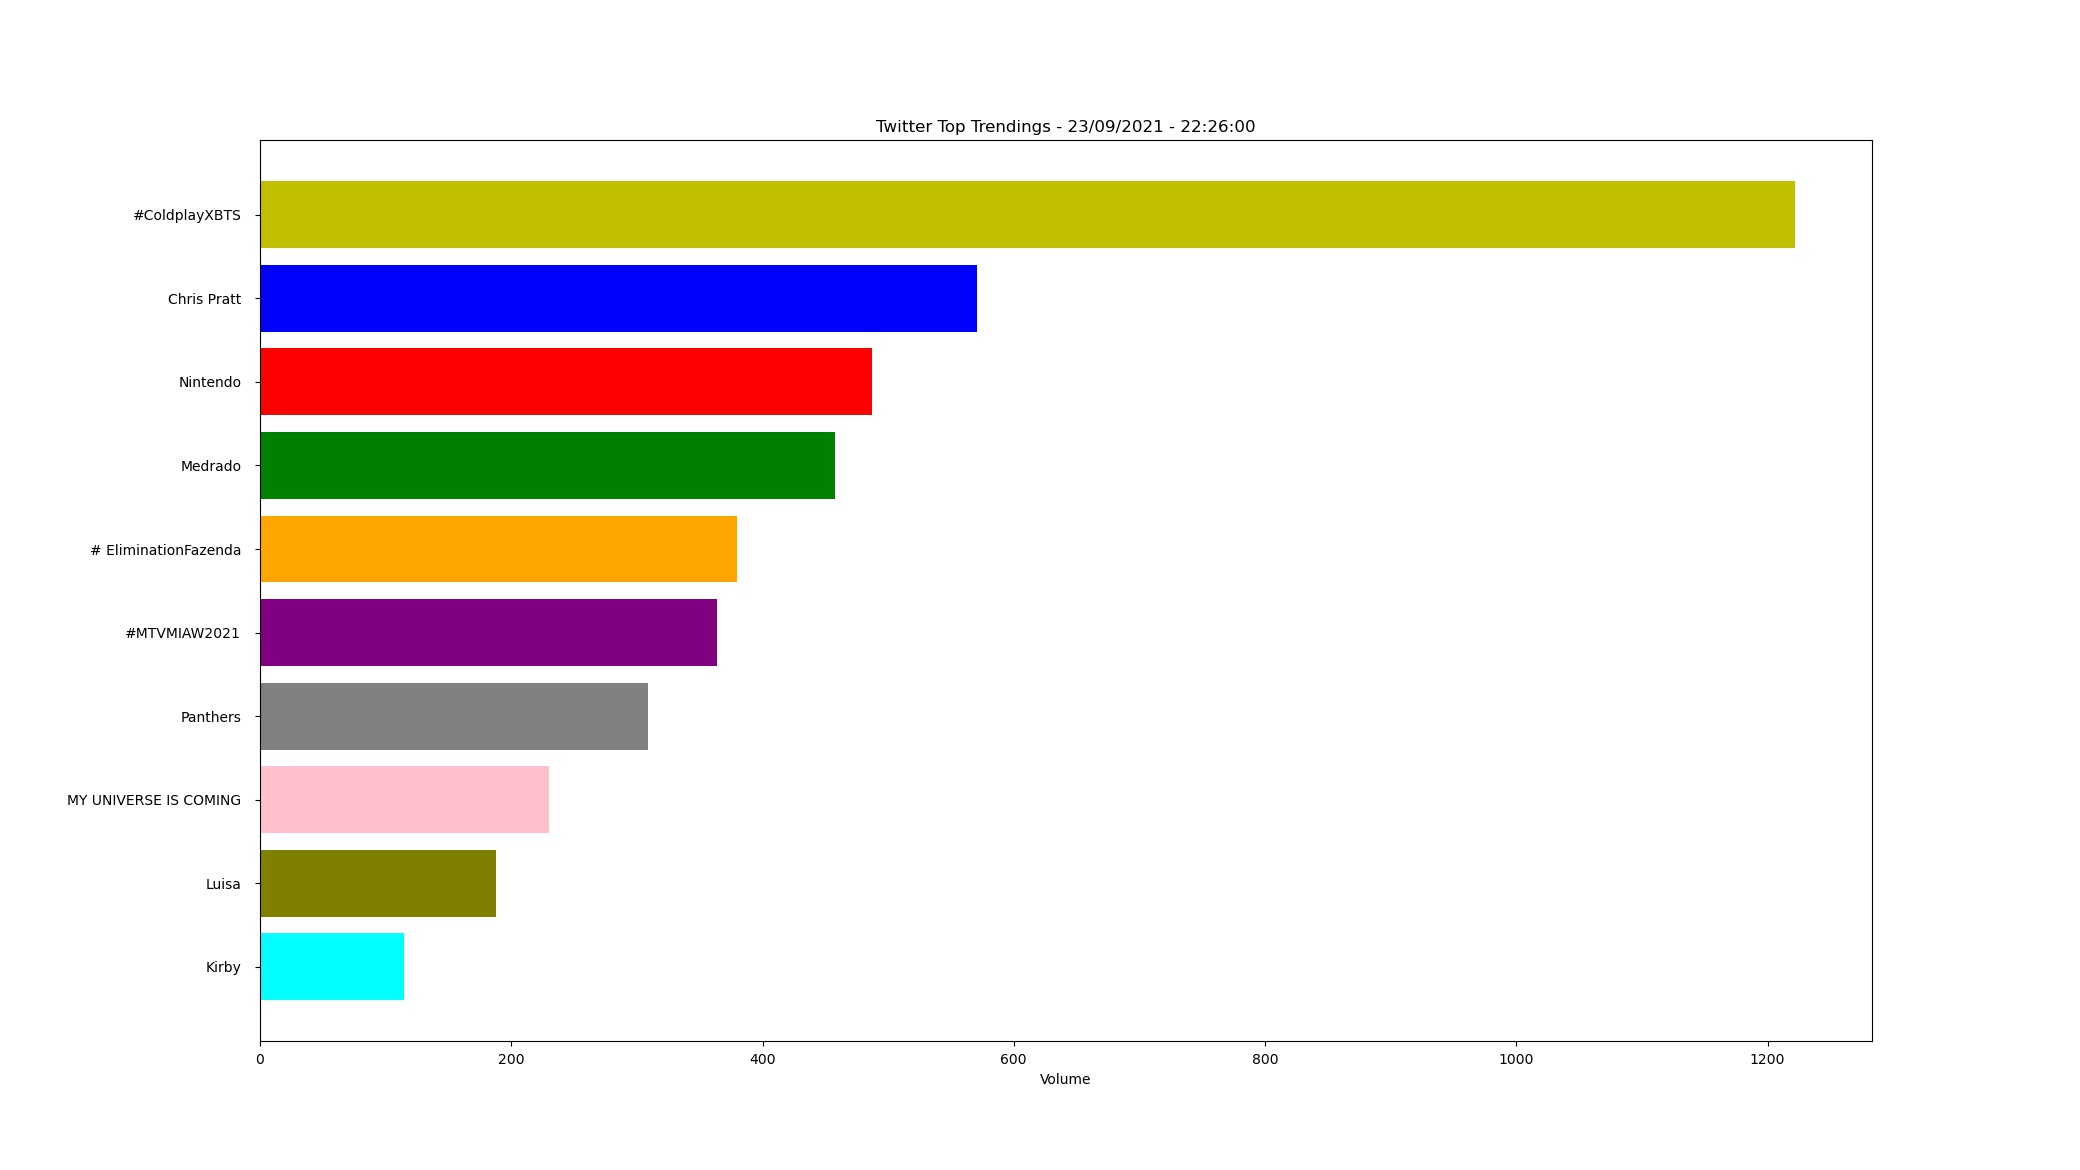 Twitter Top Trendings - 23/09/2021 - 22:26:00
#ColdplayXBTS
Chris Pratt
Nintendo
Medrado
# EliminationFazenda
#MTVMIAW2021
Panthers
MY UNIVERSE IS COMING
Luisa
Kirby
0 200 400 600 800 1000 1200
Volume